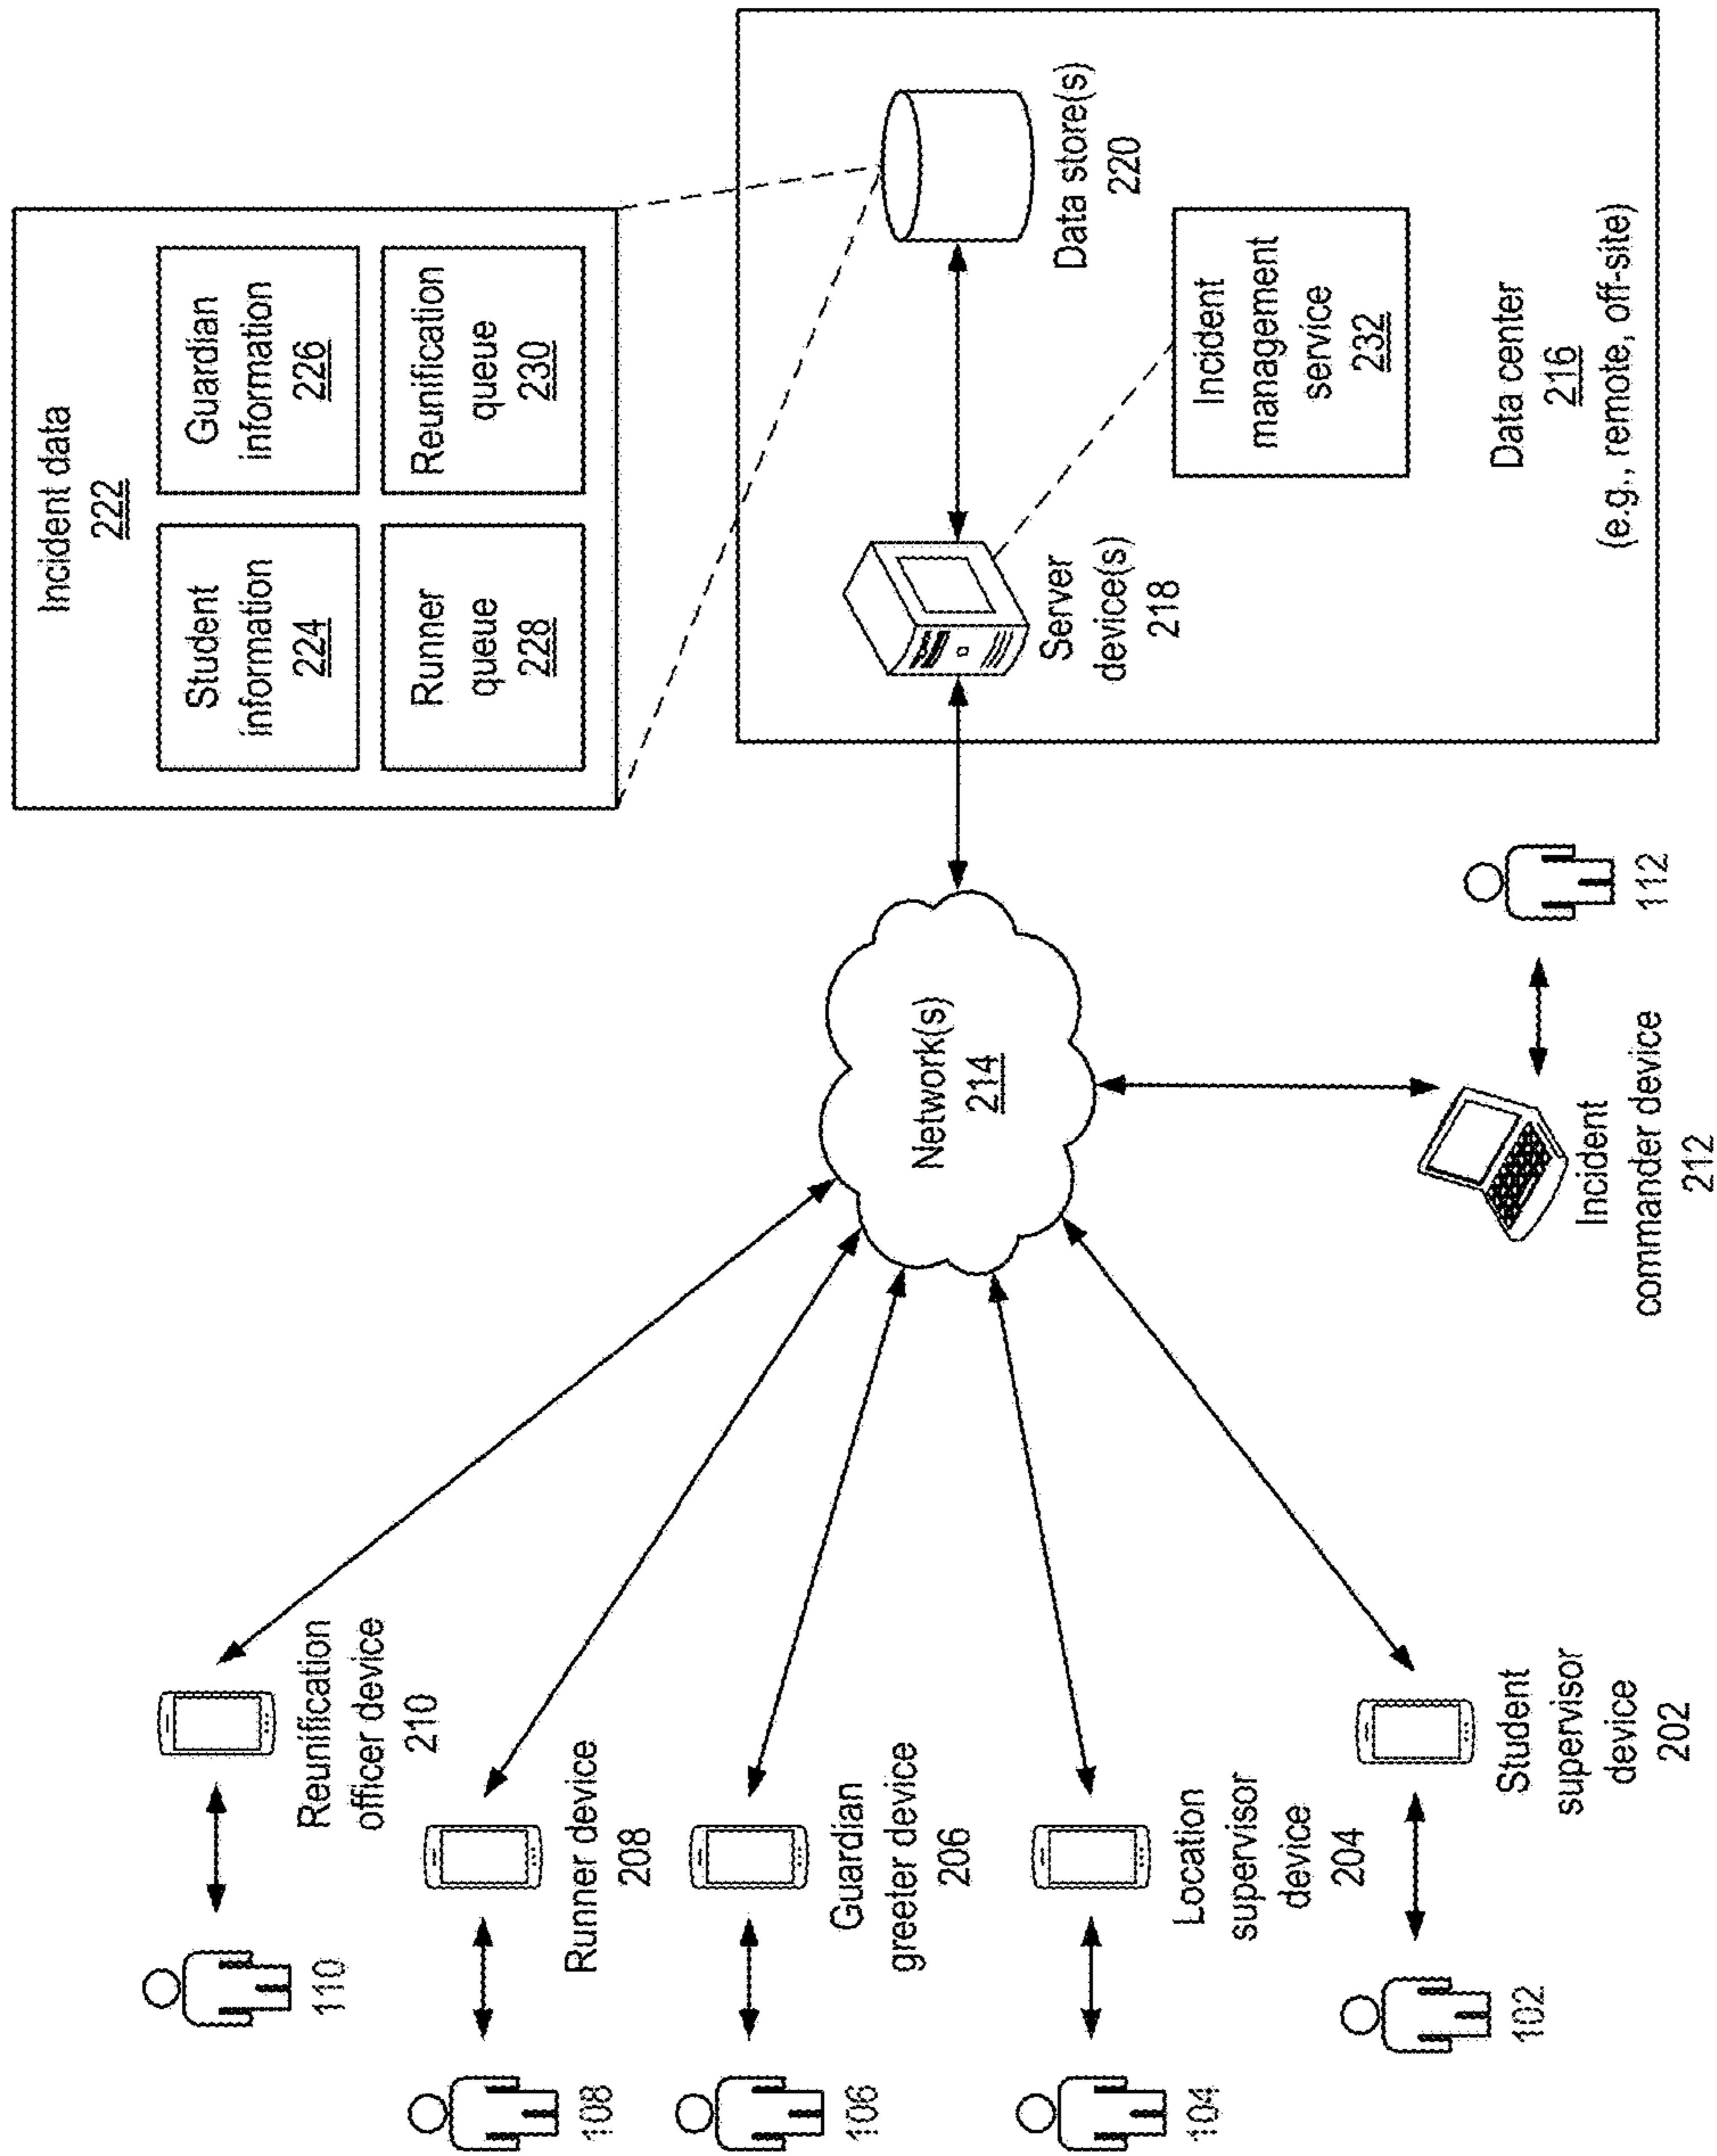 110
Reunification
officer device
210
108
Runner device
208
106
Guardian
greeter device
206
104
Location
supervisor
device
204
102
Student
supervisor
device
202
Network(s)
214
Incident
commander device
212
112
Incident data
222
Student
information
224
Guardian
information
226
Runner
queue
228
Reunification
queue
230
Server
device(s)
218
Data store(s)
220
Incident
management
service
232
Data center
216
(e.g., remote, off-site)